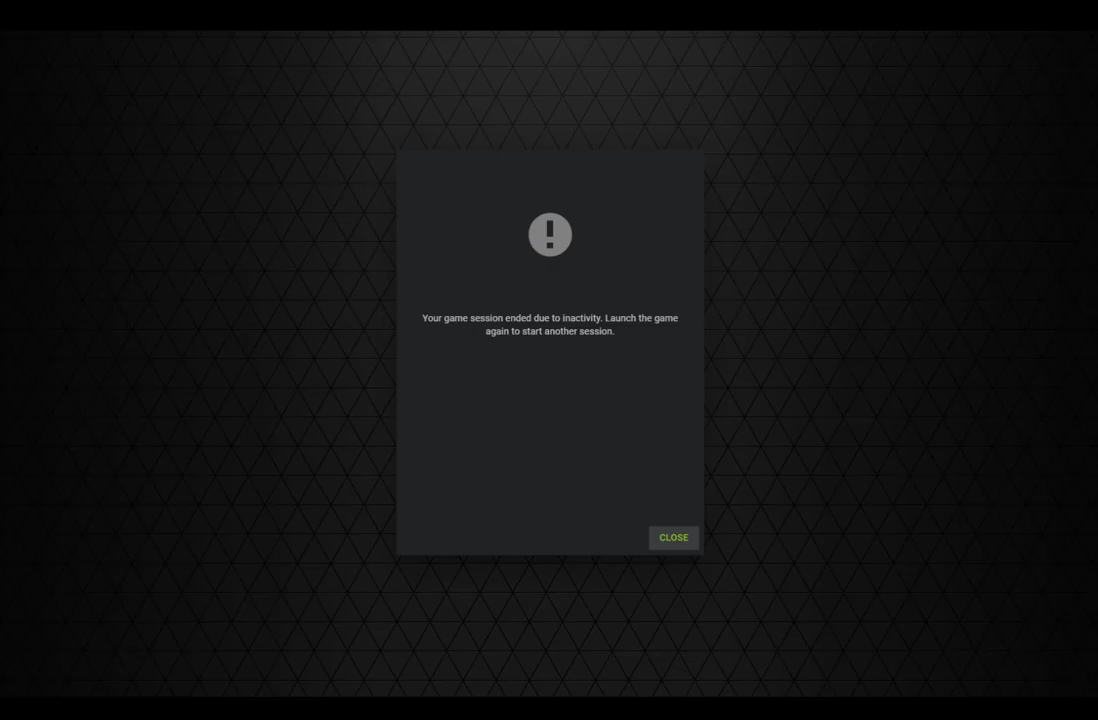 Your game session ended due to inactivity. Launch the game
again to start another session.
CLOSE